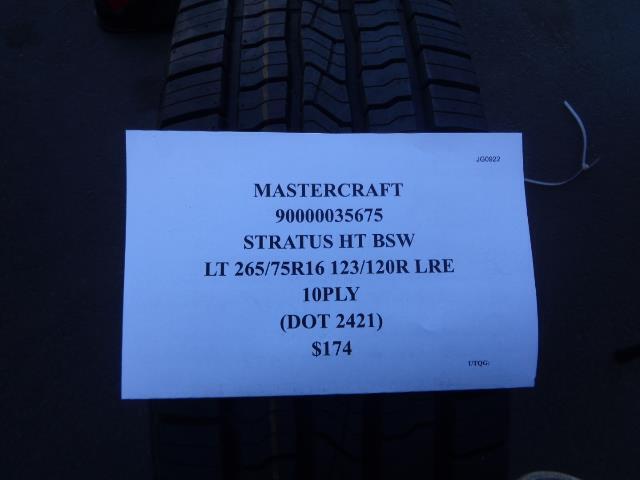 JG0922
MASTERCRAFT
90000035675
STRATUS HT BSW
LT 265/75R16 123/120R LRE
10PLY
(DOT 2421)
$174
UTQG: